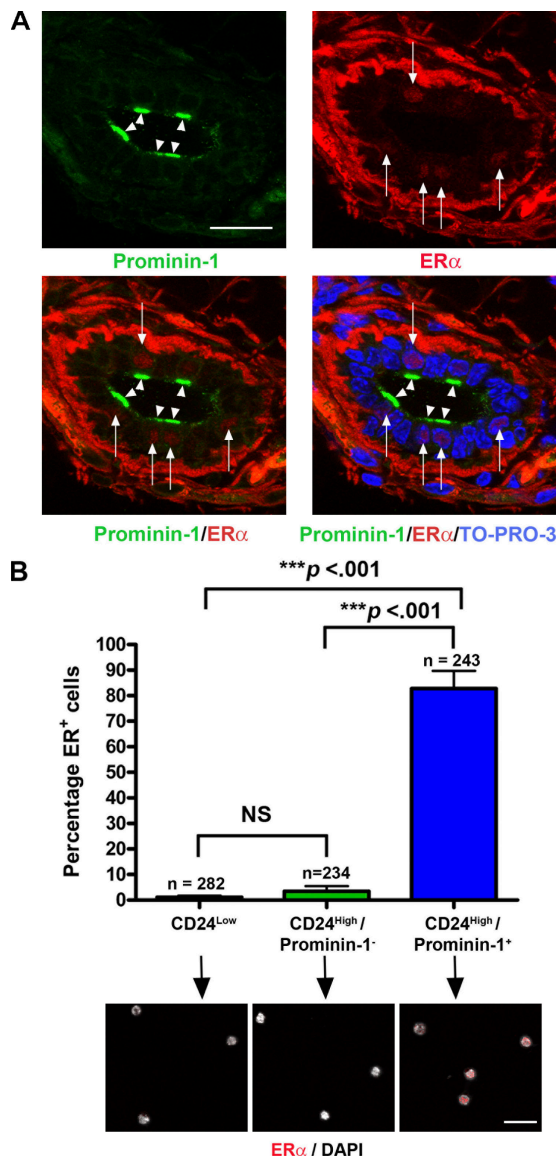 A
Prominin-1
ERα
Prominin-1/ERα
Prominin-1/ERα/TO-PRO-3
B
***p <.001
***p <.001
Percentage ER+ cells
100
90
80
70
60
50
40
30
20
10
0
n = 243
NS
n = 282
n=234
CD24Low
CD24High/
Prominin-1-
CD24High/
Prominin-1+
ERα / DAPI